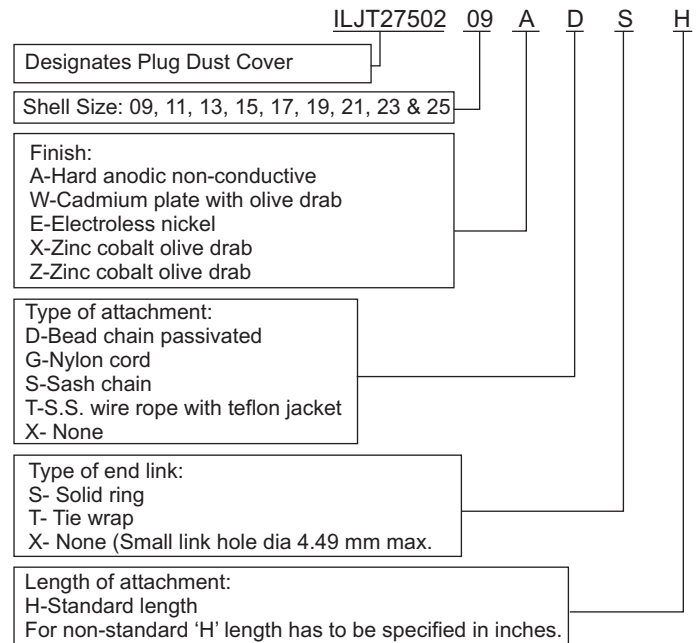 ILJT27502 09 A D S H
Designates Plug Dust Cover
Shell Size: 09, 11, 13, 15, 17, 19, 21, 23 & 25
Finish:
A-Hard anodic non-conductive
W-Cadmium plate with olive drab
E-Electroless nickel
X-Zinc cobalt olive drab
Z-Zinc cobalt olive drab
Type of attachment:
D-Bead chain passivated
G-Nylon cord
S-Sash chain
T-S.S. wire rope with teflon jacket
X- None
Type of end link:
S- Solid ring
T- Tie wrap
X- None (Small link hole dia 4.49 mm max.
Length of attachment:
H-Standard length
For non-standard ‘H’ length has to be specified in inches.